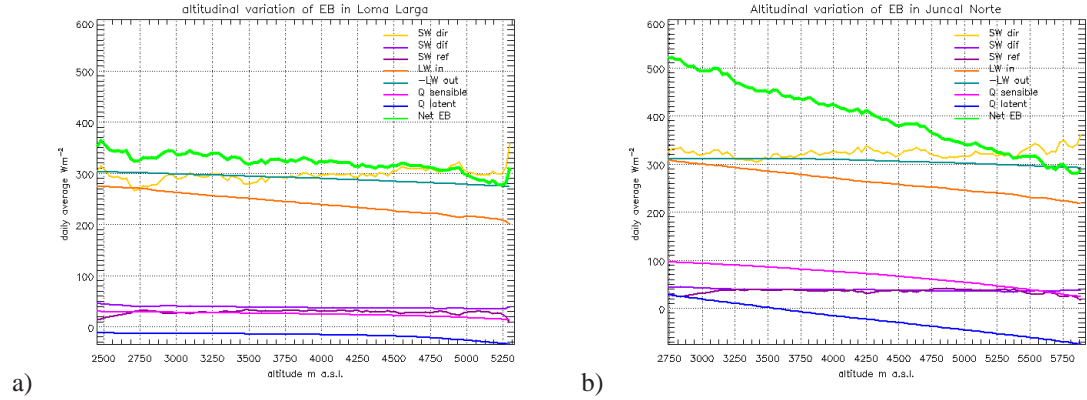 altitudinal variation of EB in Loma Larga
600
500
400
300
200
100
0
daily average Wm−2
SW dir
SW dif
SW ref
LW in
−LW out
Q sensible
Q latent
Net EB
2500 2750 3000 3250 3500 3750 4000 4250 4500 4750 5000 5250
altitude m a.s.l.
a)
Altitudinal variation of EB in Juncal Norte
600
500
400
300
200
100
0
daily average Wm−2
SW dir
SW dif
SW ref
LW in
−LW out
Q sensible
Q latent
Net EB
2750 3000 3250 3500 3750 4000 4250 4500 4750 5000 5250 5500 5750
altitude m a.s.l.
b)